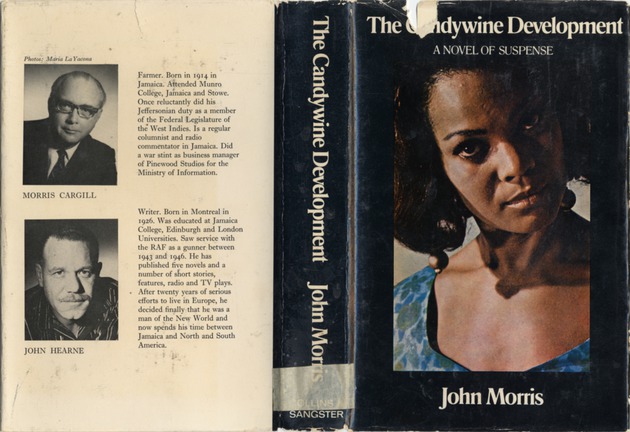 Photos: Maria La Yacona
Farmer. Born in 1914 in
Jamaica. Attended Munro
College, Jamaica and Stowe.
Once reluctantly did his
Jeffersonian duty as a member
of the Federal Legislature of
the West Indies. Is a regular
columnist and radio
commentator in Jamaica. Did
a war stint as business manager
of Pinewood Studios for the
Ministry of Information.
MORRIS CARGILL
Writer. Born in Montreal in
1926. Was educated at Jamaica
College, Edinburgh and London
Universities. Saw service with
the RAF as a gunner between
1943 and 1946. He has
published five novels and a
number of short stories,
features, radio and TV plays.
After twenty years of serious
efforts to live in Europe, he
decided finally that he was a
man of the New World and
now spends his time between
Jamaica and North and South
America.
JOHN HEARNE
The Candywine Development
John Morris
SANGSTER
The C ndywine Development
A NOVEL OF SUSPENSE
John Morris